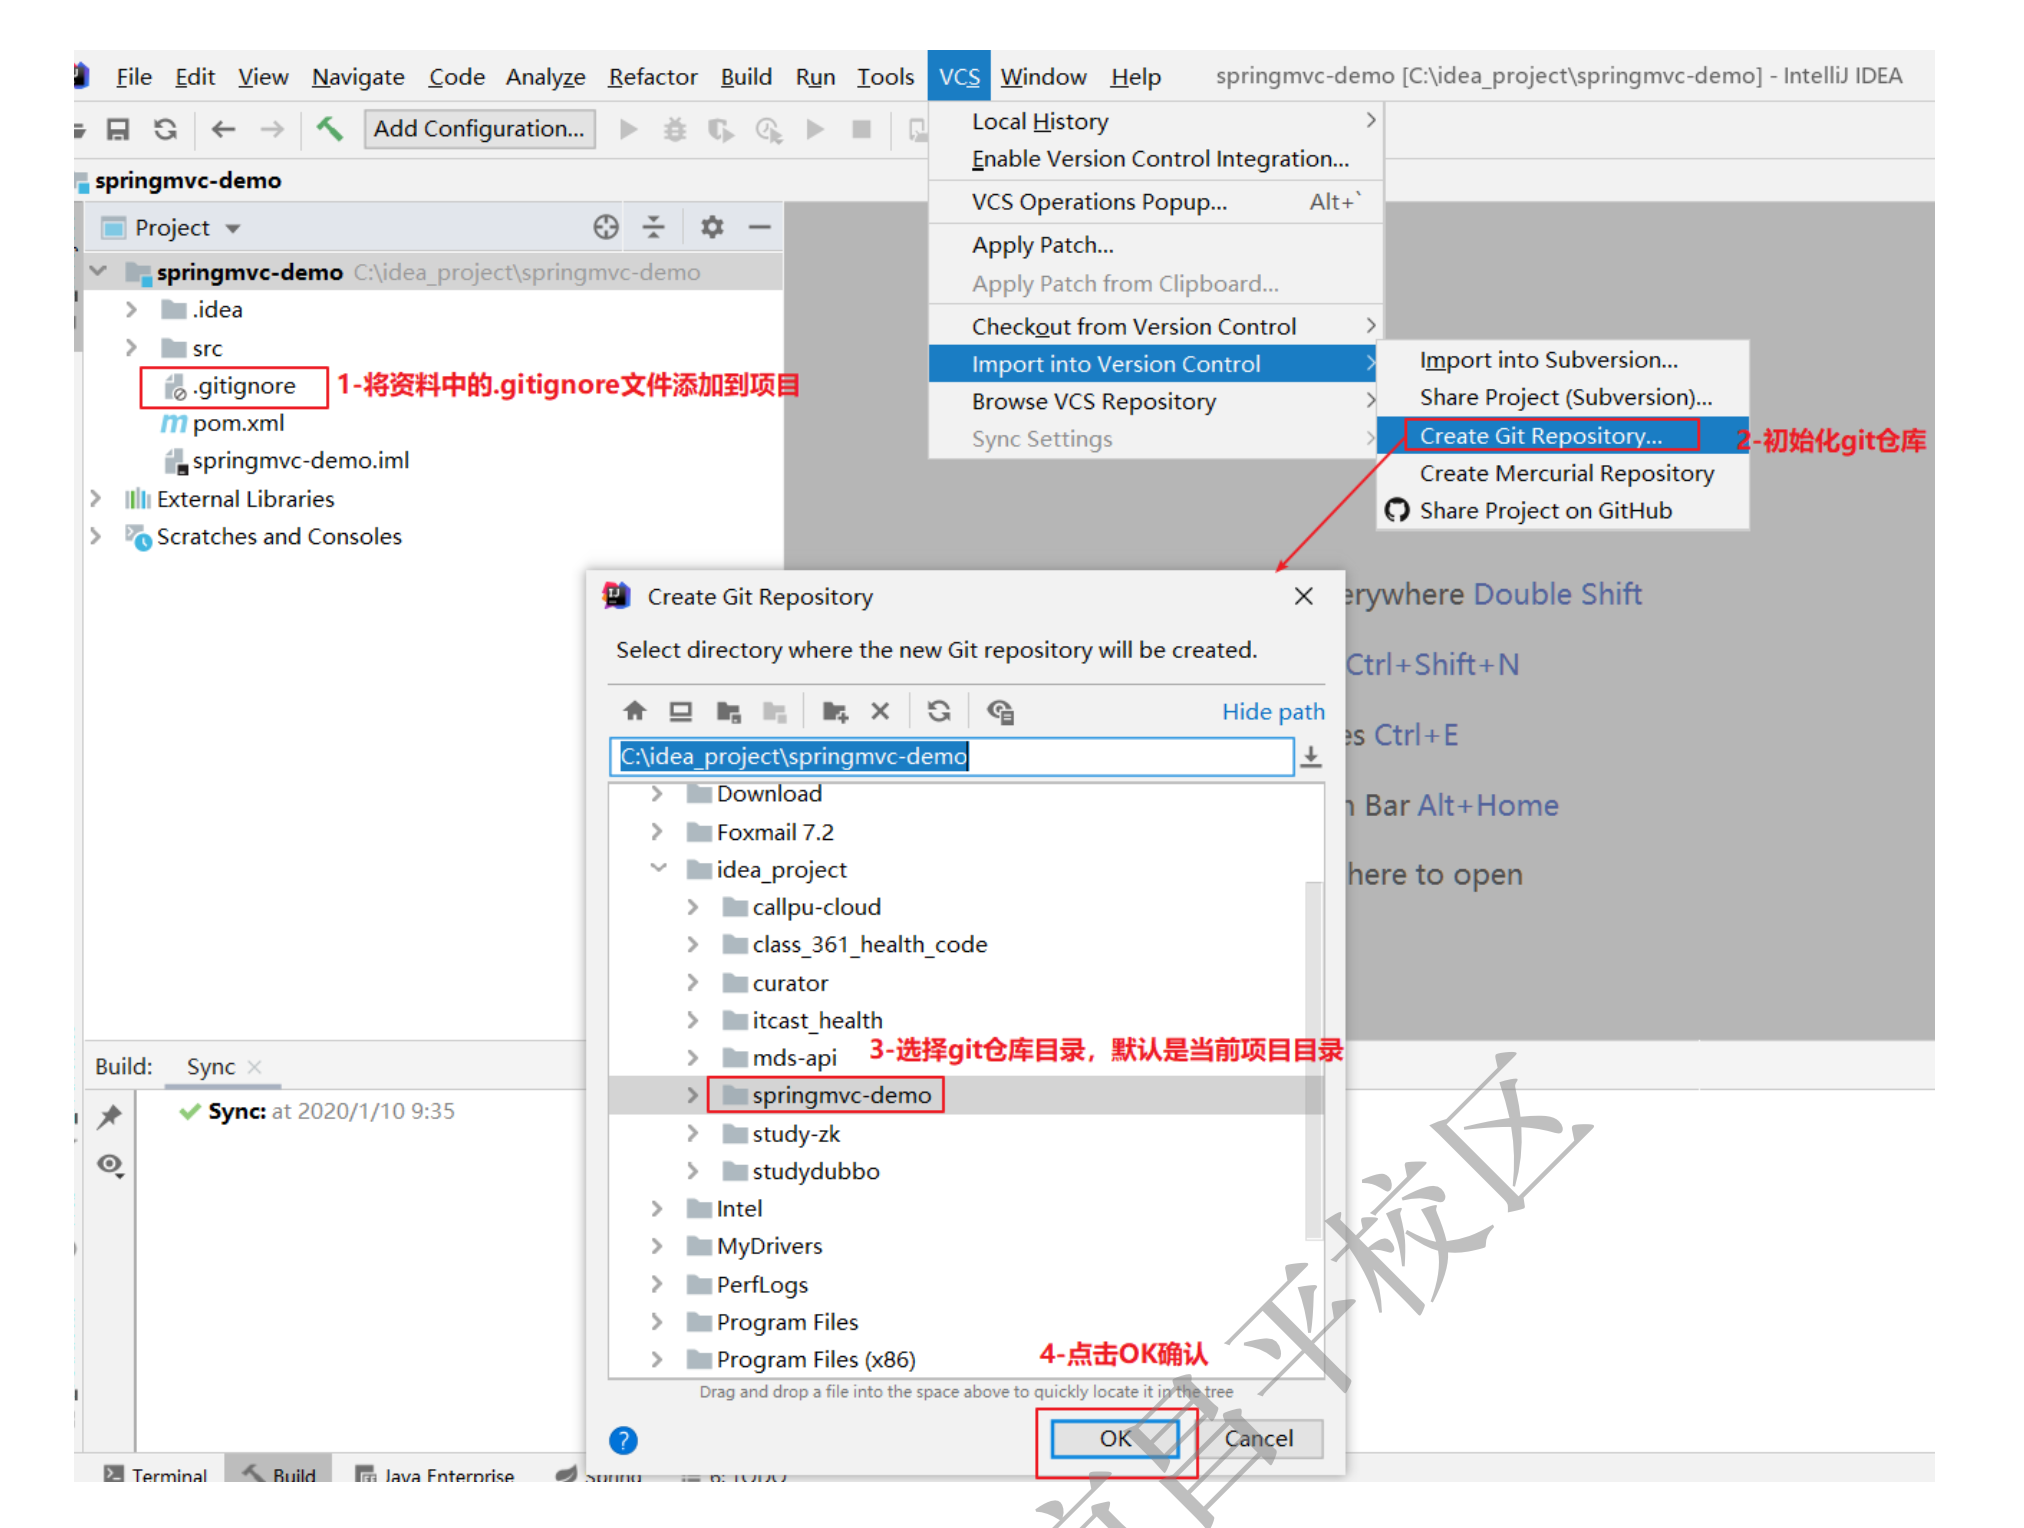 File Edit View Navigate Code Analyze Refactor Build Run Tools VCS Window Help springmvc-demo [C:\idea_project\springmvc-demo] - IntelliJ IDEA
Add Configuration...
springmvc-demo
Project
springmvc-demo C:\idea_project\springmvc-demo
.idea
src
.gitignore
1-将资料中的.gitignore文件添加到项目
pom.xml
springmvc-demo.iml
External Libraries
Scratches and Consoles
Local History
Enable Version Control Integration...
VCS Operations Popup... Alt+`
Apply Patch...
Apply Patch from Clipboard...
Checkout from Version Control
Import into Version Control
Browse VCS Repository
Sync Settings
Import into Subversion...
Share Project (Subversion)...
Create Git Repository...
2-初始化git仓库
Create Mercurial Repository
Share Project on GitHub
erywhere Double Shift
Ctrl+Shift+N
es Ctrl+E
n Bar Alt+Home
here to open
Create Git Repository
Select directory where the new Git repository will be created.
Hide path
C:\idea_project\springmvc-demo
Download
Foxmail 7.2
idea_project
callpu-cloud
class_361_health_code
curator
itcast_health
mds-api
3-选择git仓库目录，默认是当前项目目录
springmvc-demo
study-zk
studydubbo
Intel
MyDrivers
PerfLogs
Program Files
Program Files (x86)
4-点击OK确认
Drag and drop a file into the space above to quickly locate it in the tree
? OK Cancel
Build: Sync
Sync: at 2020/1/10 9:35
Terminal Build Java Enterprise Spring 6: TODO
昌平校区